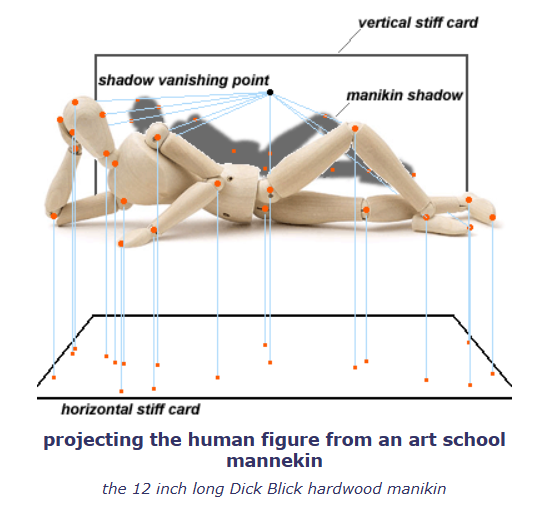 vertical stiff card
shadow vanishing point
manikin shadow
horizontal stiff card
projecting the human figure from an art school
mannekin
the 12 inch long Dick Blick hardwood manikin